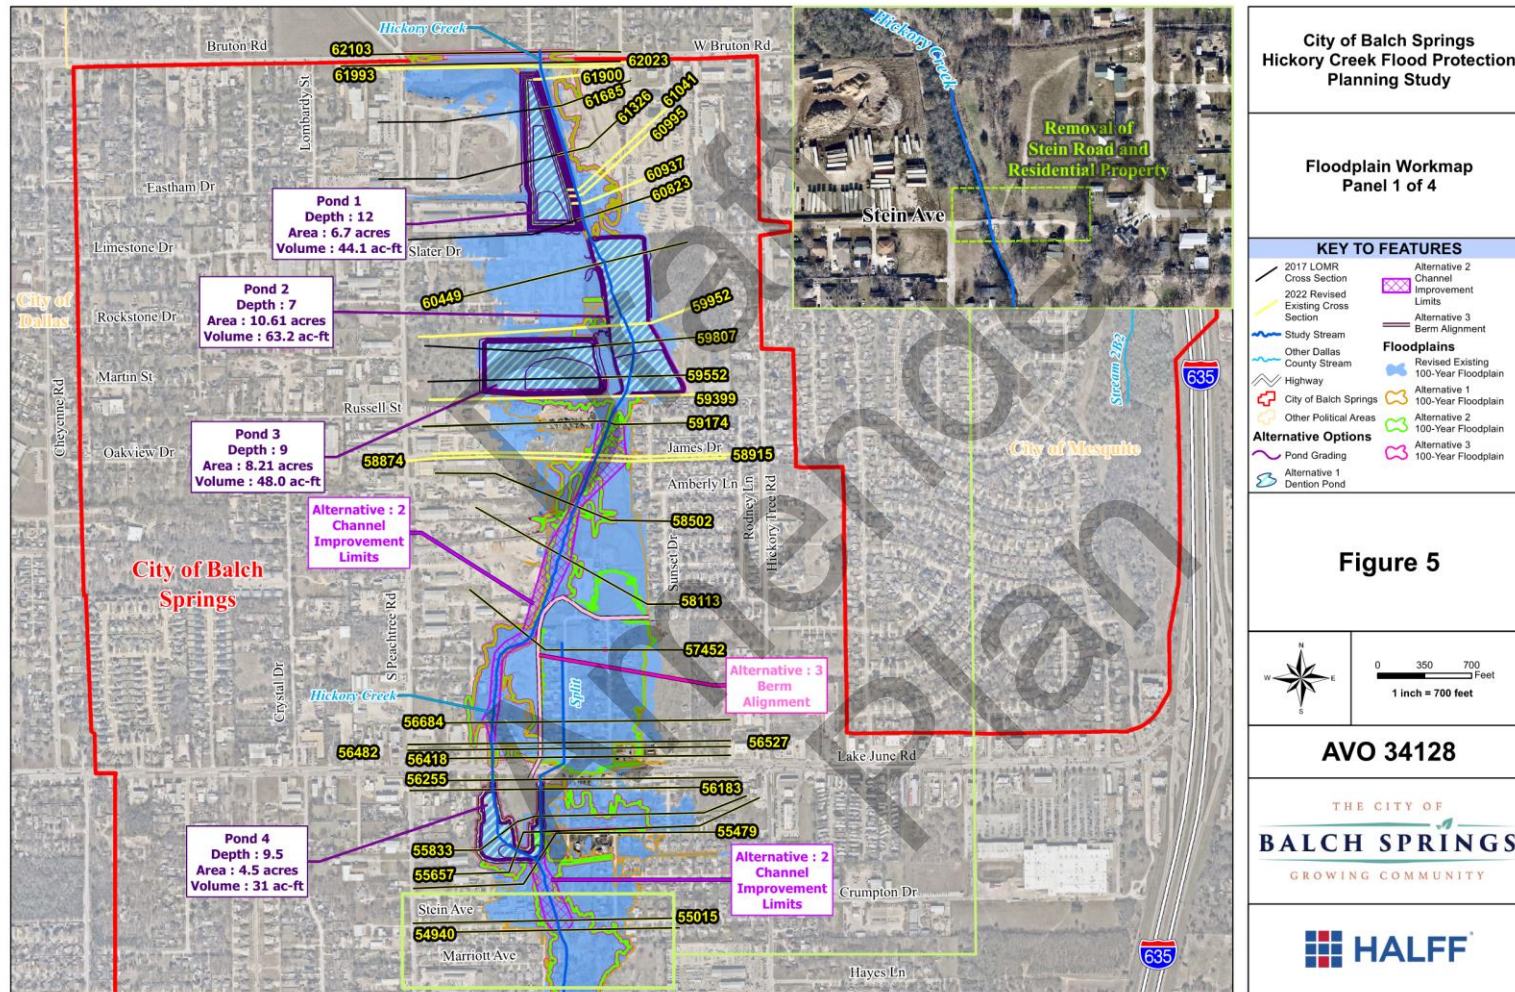 Hickory Creek
Bruton Rd
62103
W Bruton Rd
62023
61993
61900
61685
61326
61041
60995
60937
60823
Lombardy St
Eastham Dr
Pond 1
Depth : 12
Area : 6.7 acres
Volume : 44.1 ac-ft
Limestone Dr
Slater Dr
City of
Dallas
Pond 2
Depth : 7
Area : 10.61 acres
Volume : 63.2 ac-ft
60449
59952
Rockstone Dr
59807
Martin St
59552
Russell St
59399
Cheyenne Rd
Pond 3
Depth : 9
Area : 8.21 acres
Volume : 48.0 ac-ft
Oakview Dr
59174
James Dr
58874
58915
Amberly Ln
Rodney Ln
Hickory Tree Rd
Alternative : 2
Channel
Improvement
Limits
58502
Sunset Dr
City of Balch
Springs
58113
S Peachtree Rd
57452
Crystal Dr
Hickory Creek
Split
Alternative : 3
Berm
Alignment
56684
56482
56418
56527
Lake June Rd
56255
56183
Pond 4
Depth : 9.5
Area : 4.5 acres
Volume : 31 ac-ft
55833
55479
55657
Alternative : 2
Channel
Improvement
Limits
Crumpton Dr
Stein Ave
55015
54940
Marriott Ave
Hayes Ln
City of Mesquite
Stream 2B2
635
635
Hickory Creek
Removal of
Stein Road and
Residential Property
Stein Ave
Draft
Amendment
Plan
City of Balch Springs
Hickory Creek Flood Protection
Planning Study
Floodplain Workmap
Panel 1 of 4
KEY TO FEATURES
2017 LOMR
Cross Section
2022 Revised
Existing Cross
Section
Study Stream
Other Dallas
County Stream
Highway
City of Balch Springs
Other Political Areas
Alternative Options
Pond Grading
Alternative 1
Dention Pond
Alternative 2
Channel
Improvement
Limits
Alternative 3
Berm Alignment
Floodplains
Revised Existing
100-Year Floodplain
Alternative 1
100-Year Floodplain
Alternative 2
100-Year Floodplain
Alternative 3
100-Year Floodplain
Figure 5
N
W
E
S
0 350 700
Feet
1 inch = 700 feet
AVO 34128
THE CITY OF
BALCH SPRINGS
GROWING COMMUNITY
HALFF